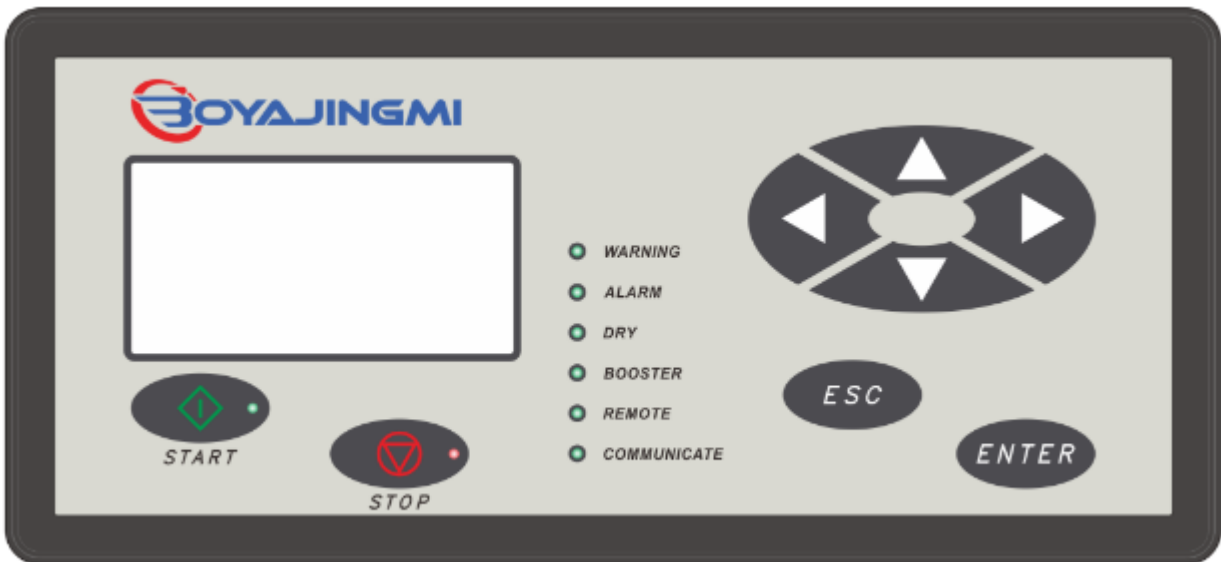 BOYAJINGMI
WARNING
ALARM
DRY
BOOSTER
REMOTE
COMMUNICATE
START
STOP
ESC
ENTER